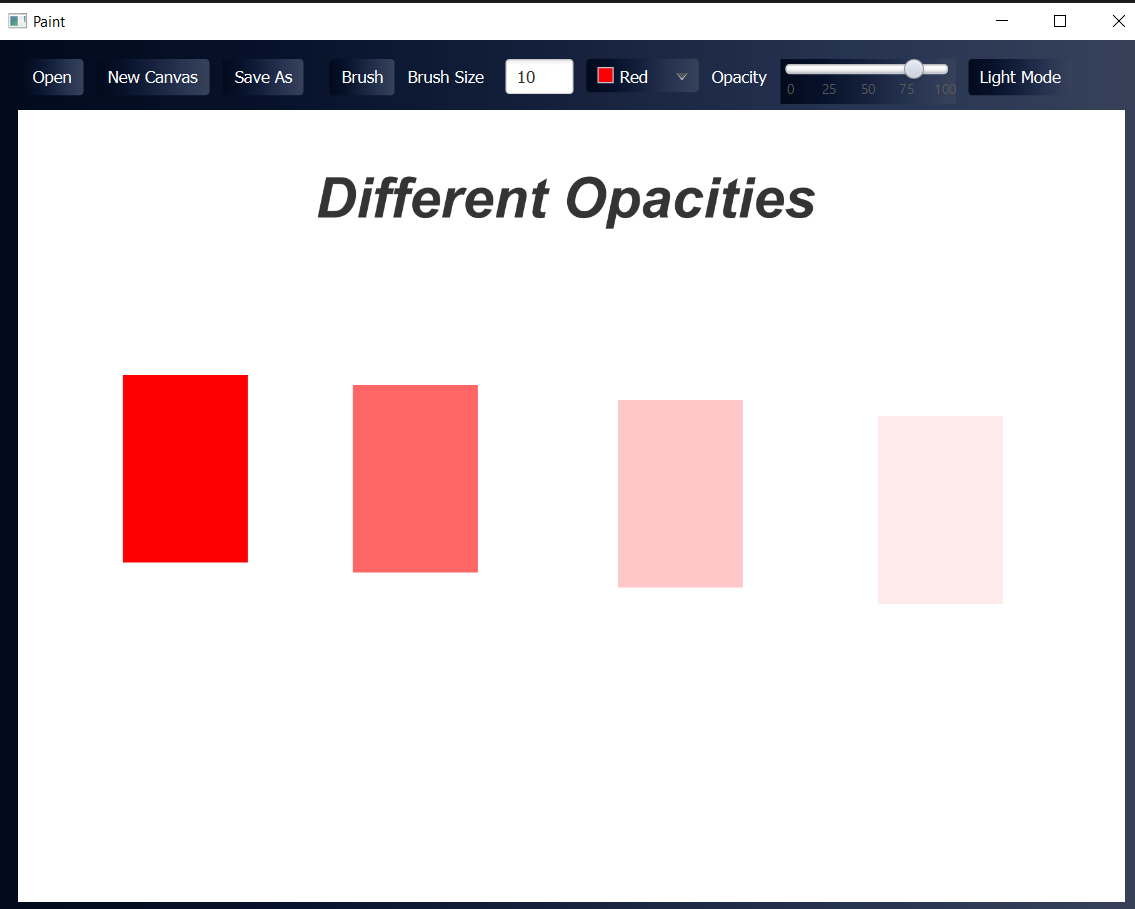 Paint
Open New Canvas Save As Brush Brush Size 10 Red Opacity 0 25 50 75 100 Light Mode
Different Opacities